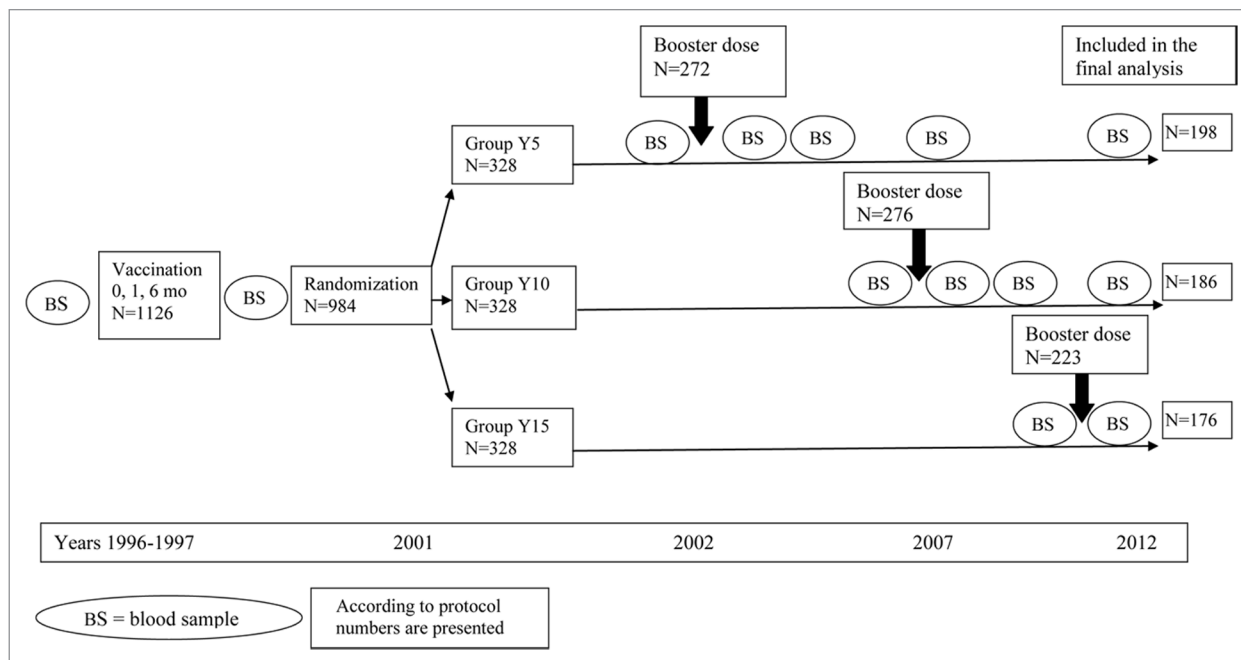 Booster dose
N=272
Included in the
final analysis
Group Y5
N=328
BS
BS
BS
BS
BS
N=198
Booster dose
N=276
BS
Vaccination
0, 1, 6 mo
N=1126
BS
Randomization
N=984
Group Y10
N=328
BS
BS
BS
BS
N=186
Booster dose
N=223
Group Y15
N=328
BS
BS
N=176
Years 1996-1997 2001 2002 2007 2012
BS = blood sample
According to protocol
numbers are presented